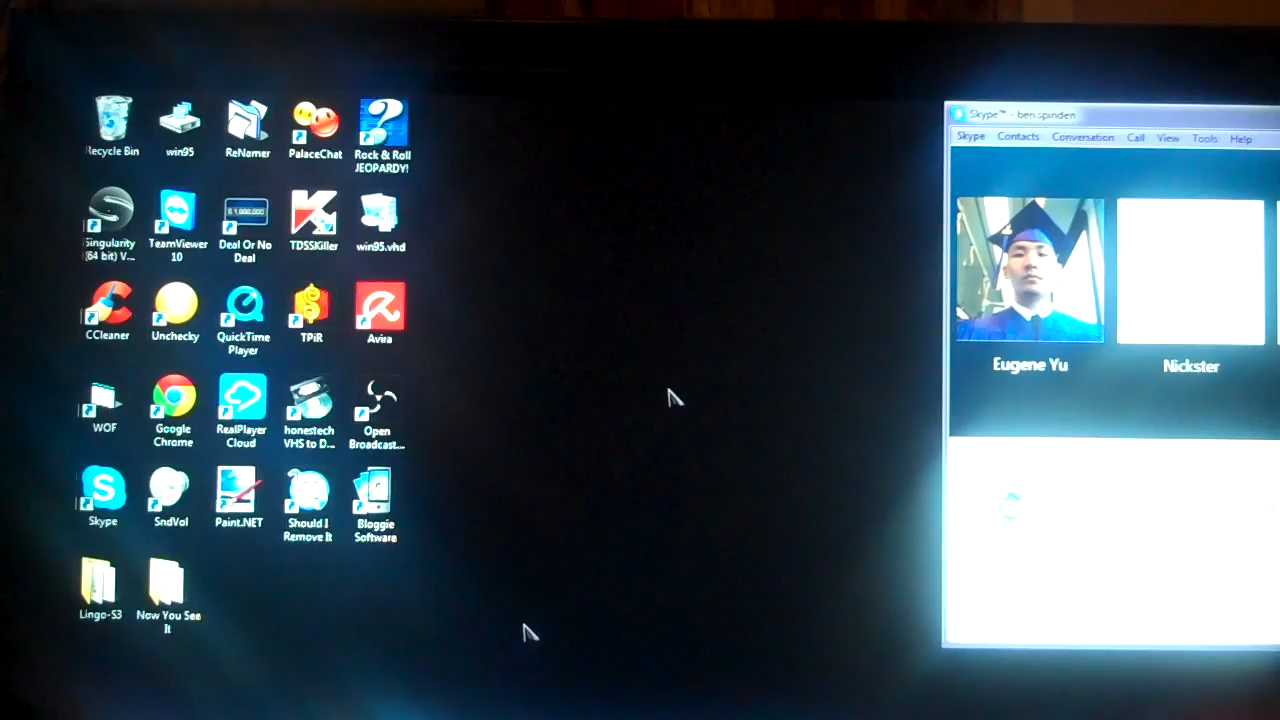 Recycle Bin
win95
ReNamer
PalaceChat
Rock & Roll
JEOPARDY!
Singularity
(64 bit) V...
TeamViewer
10
$1,000,000
Deal Or No
Deal
TDSSKiller
win95.vhd
CCleaner
Unchecky
QuickTime
Player
TPiR
Avira
WOF
Google
Chrome
RealPlayer
Cloud
honestech
VHS to D...
Open
Broadcast...
Skype
SndVol
Paint.NET
Should I
Remove It
Bloggie
Software
Lingo-S3
Now You See
It
Skype™ - ben.spinden
Skype Contacts Conversation Call View Tools Help
Eugene Yu
Nickster